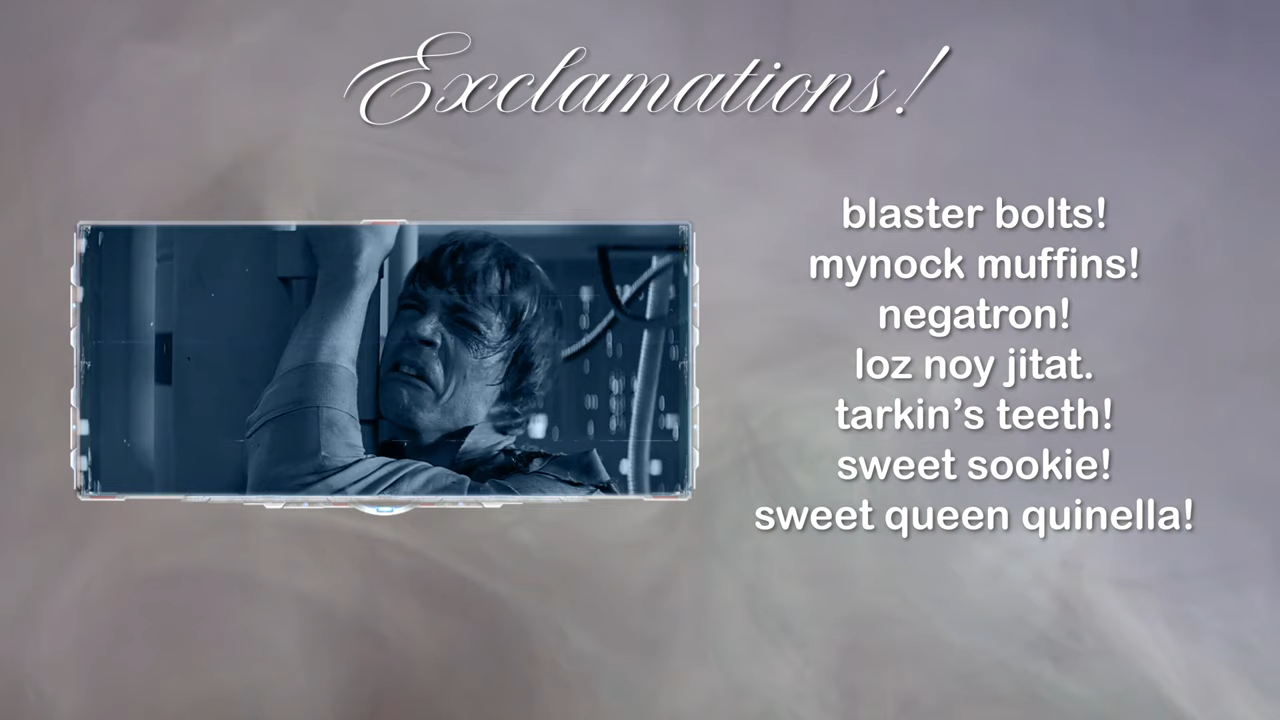 Exclamations!
blaster bolts!
mynock muffins!
negatron!
loz noy jitat.
tarkin's teeth!
sweet sookie!
sweet queen quinella!